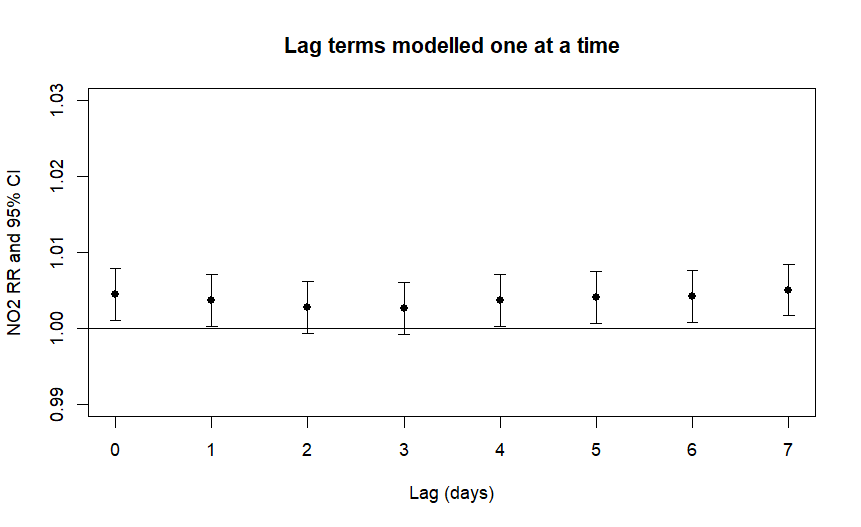 Lag terms modelled one at a time
NO2 RR and 95% CI
1.03
1.02
1.01
1.00
0.99
0 1 2 3 4 5 6 7
Lag (days)